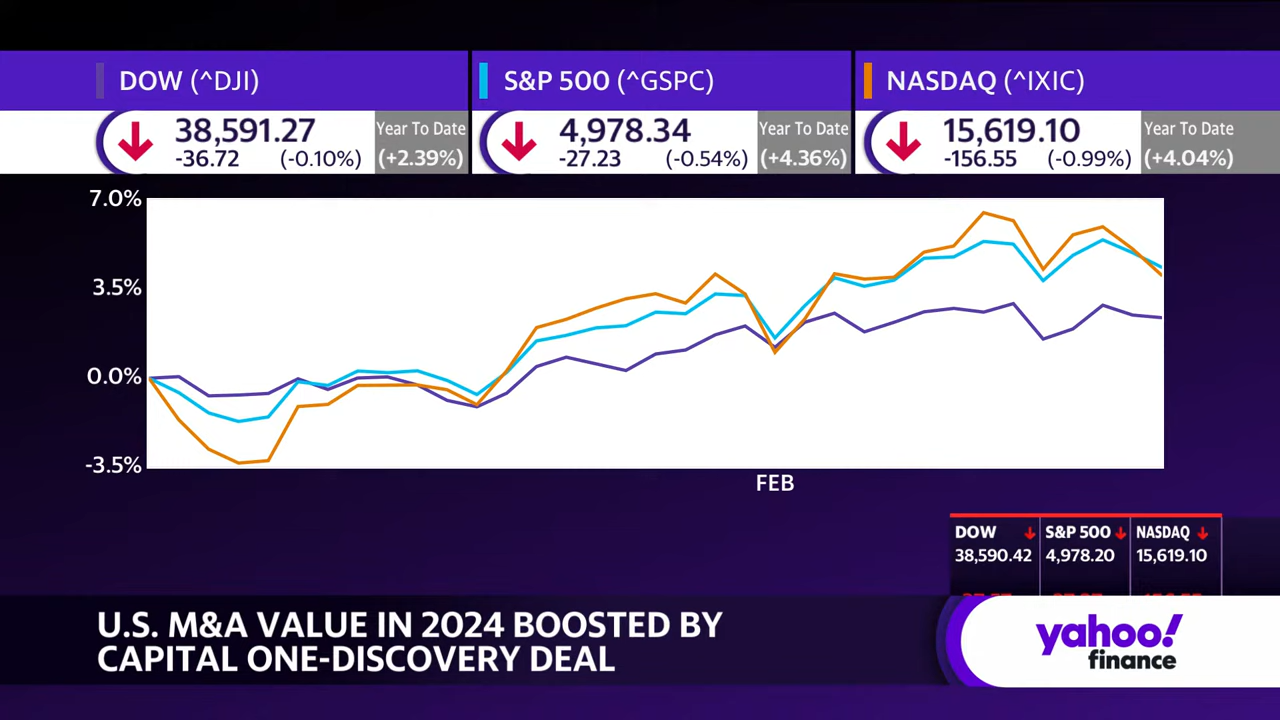 DOW (^DJI)
38,591.27
-36.72 (-0.10%)
Year To Date
(+2.39%)
S&P 500 (^GSPC)
4,978.34
-27.23 (-0.54%)
Year To Date
(+4.36%)
NASDAQ (^IXIC)
15,619.10
-156.55 (-0.99%)
Year To Date
(+4.04%)
7.0%
3.5%
0.0%
-3.5%
FEB
DOW
38,590.42
S&P 500
4,978.20
NASDAQ
15,619.10
U.S. M&A VALUE IN 2024 BOOSTED BY
CAPITAL ONE-DISCOVERY DEAL
yahoo!
finance